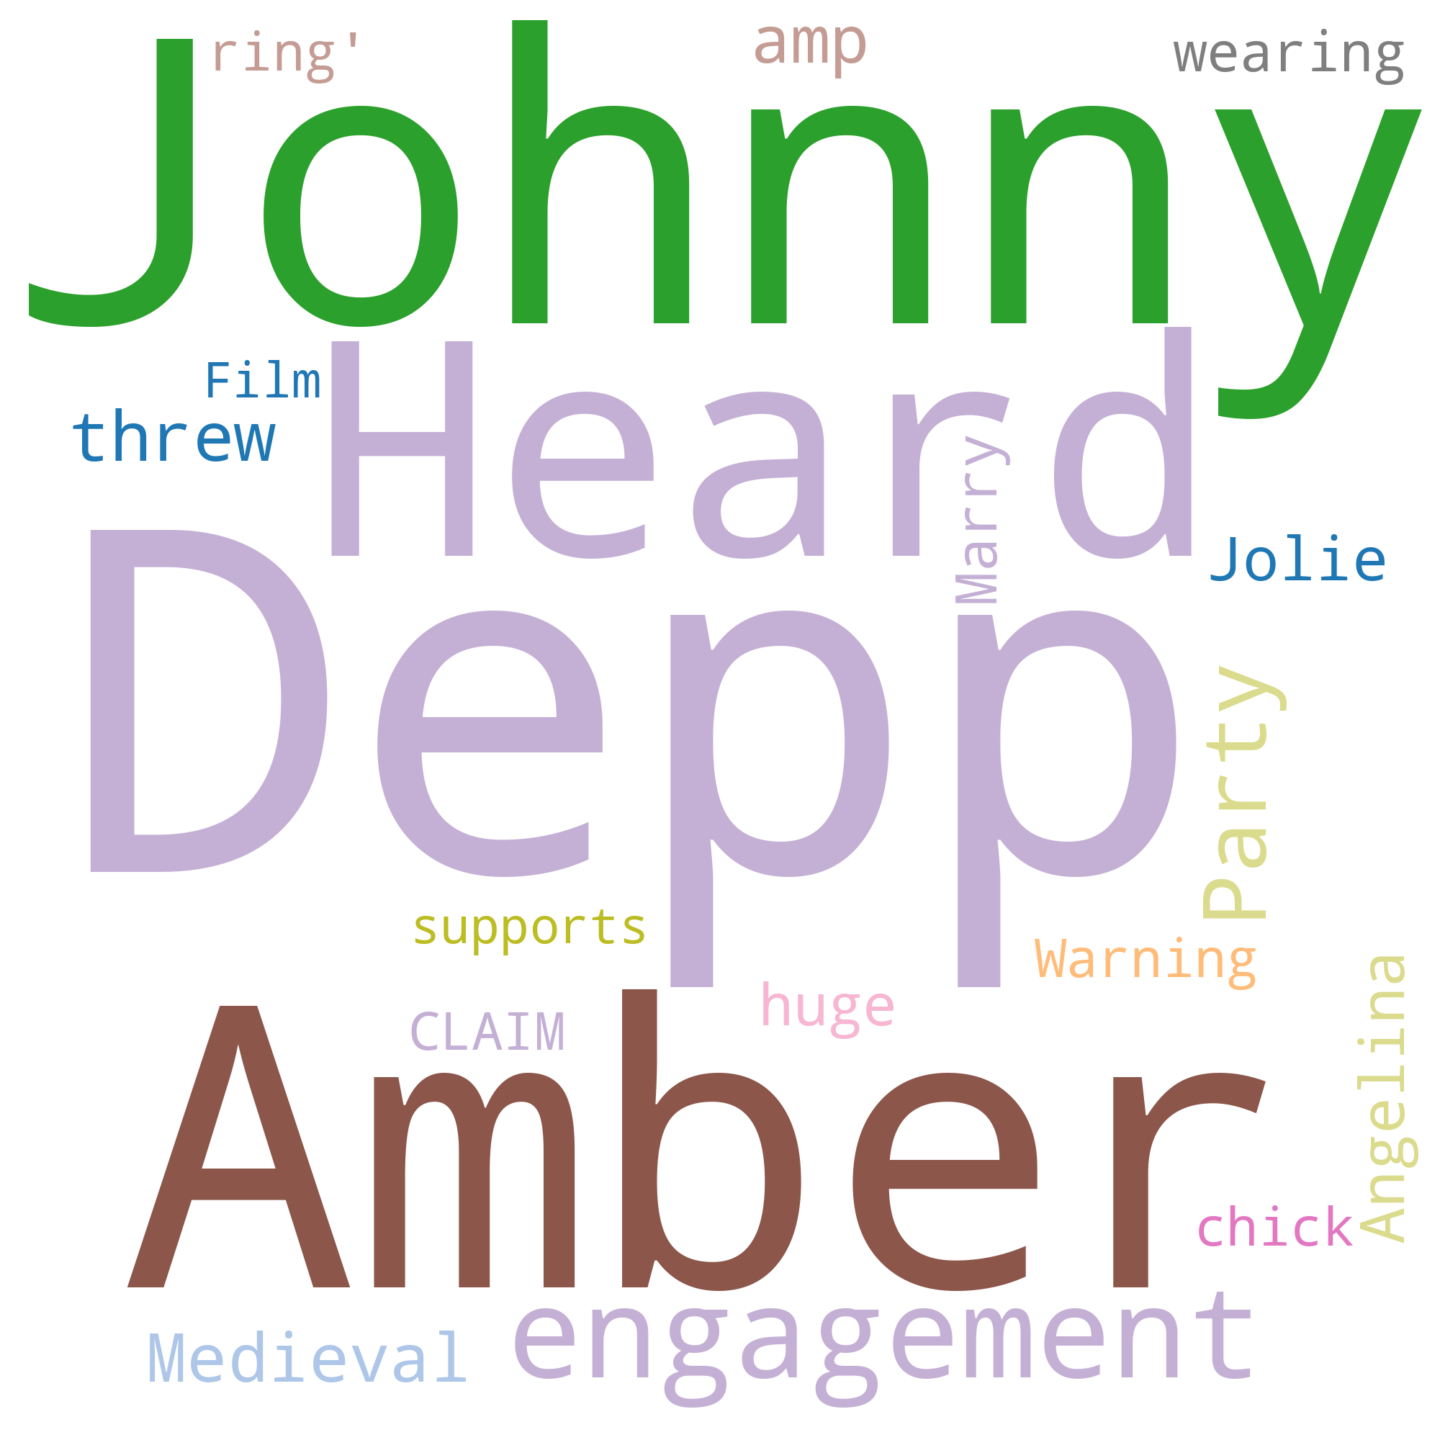 ring'
amp
wearing
Johnny
Film
threw
Heard
Marry
Jolie
Depp
Party
supports
Warning
huge
CLAIM
Angelina
Amber
chick
engagement
Medieval